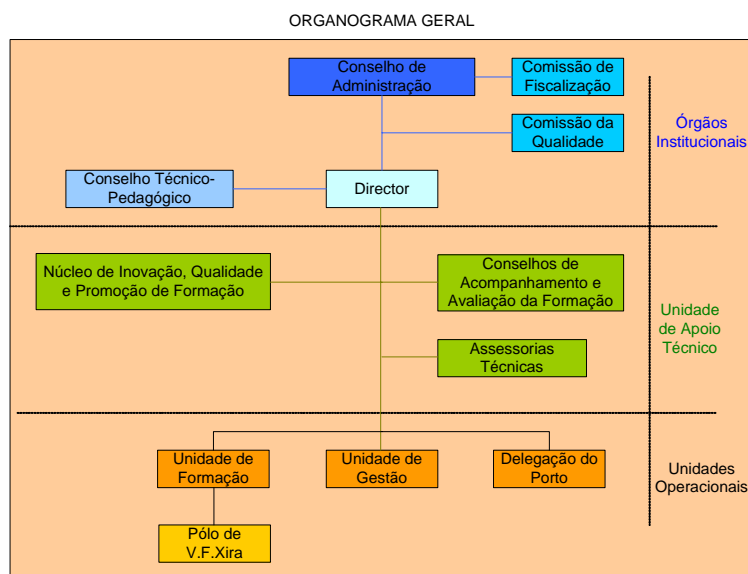 ORGANOGRAMA GERAL
Conselho de
Administração
Comissão de
Fiscalização
Comissão da
Qualidade
Órgãos
Institucionais
Conselho Técnico-
Pedagógico
Director
Núcleo de Inovação, Qualidade
e Promoção de Formação
Conselhos de
Acompanhamento e
Avaliação da Formação
Assessorias
Técnicas
Unidade
de Apoio
Técnico
Unidade de
Formação
Unidade de
Gestão
Delegação do
Porto
Unidades
Operacionais
Pólo de
V.F.Xira